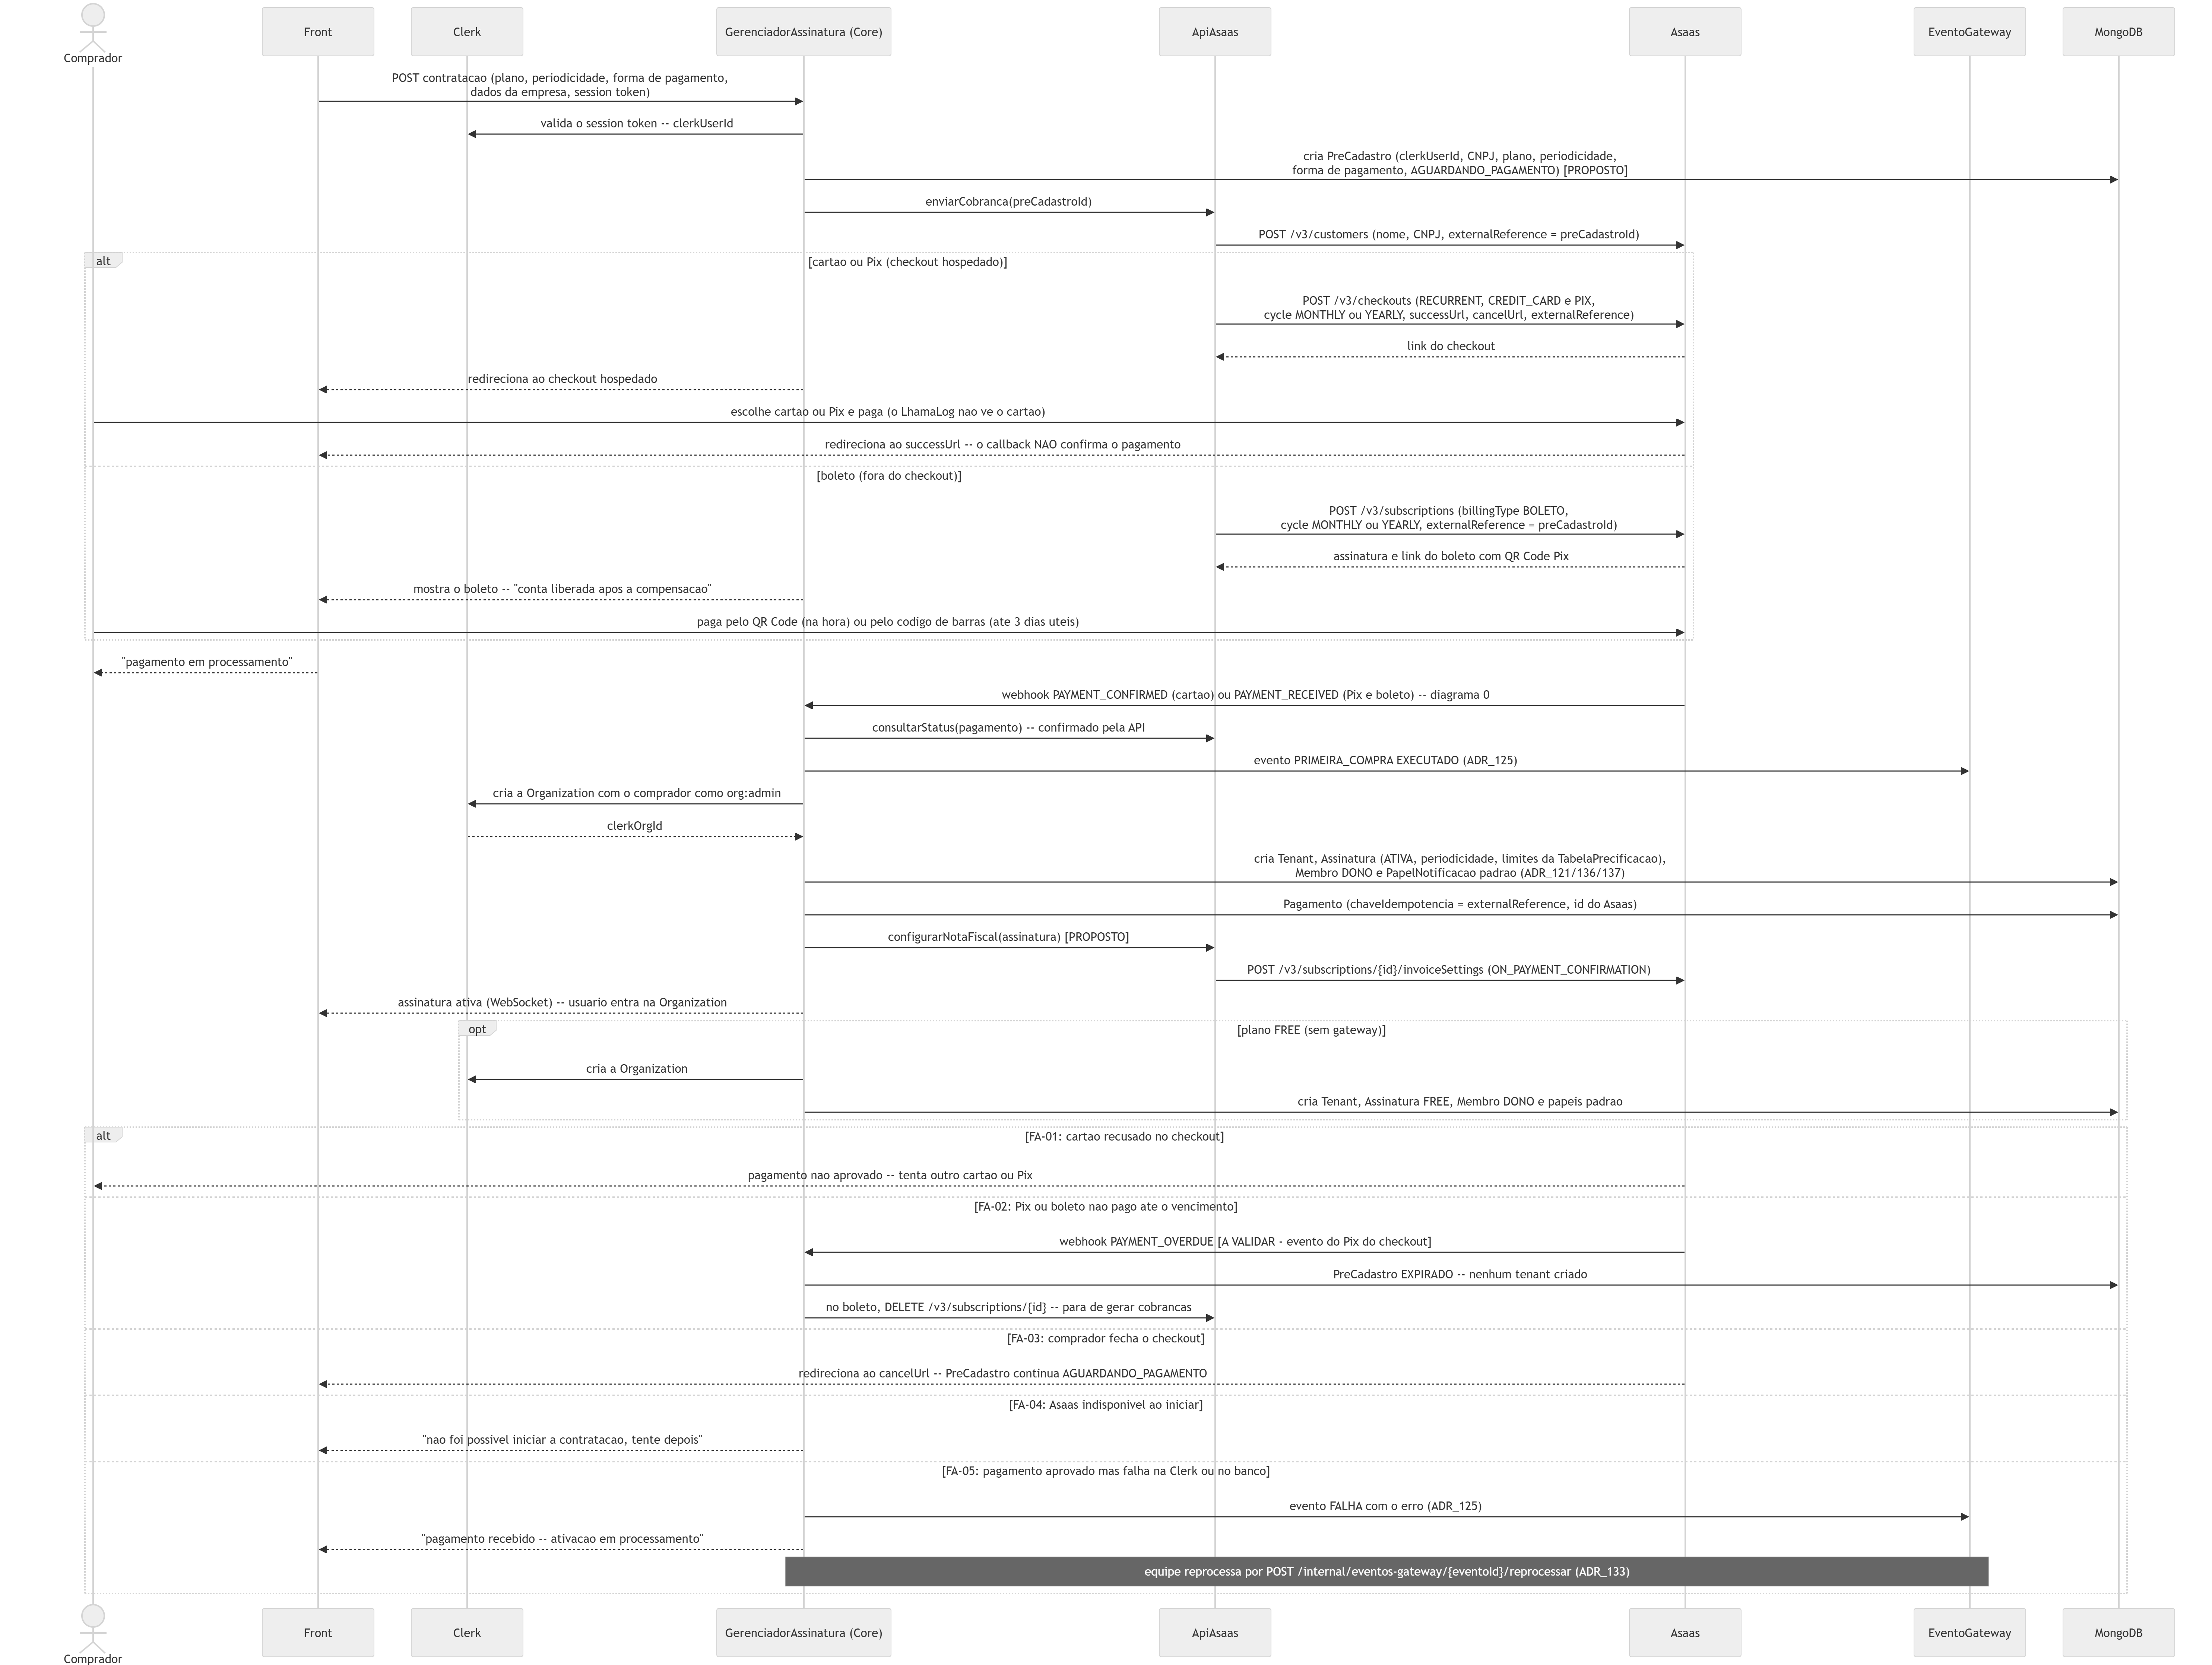 Comprador
Front
Clerk
GerenciadorAssinatura (Core)
ApiAsaas
Asaas
EventoGateway
MongoDB
POST contratacao (plano, periodicidade, forma de pagamento,
dados da empresa, session token)
valida o session token -- clerkUserId
cria PreCadastro (clerkUserId, CNPJ, plano, periodicidade,
forma de pagamento, AGUARDANDO_PAGAMENTO) [PROPOSTO]
enviarCobranca(preCadastroId)
POST /v3/customers (nome, CNPJ, externalReference = preCadastroId)
alt
[cartao ou Pix (checkout hospedado)]
POST /v3/checkouts (RECURRENT, CREDIT_CARD e PIX,
cycle MONTHLY ou YEARLY, successUrl, cancelUrl, externalReference)
link do checkout
redireciona ao checkout hospedado
escolhe cartao ou Pix e paga (o LhamaLog nao ve o cartao)
redireciona ao successUrl -- o callback NAO confirma o pagamento
[boleto (fora do checkout)]
POST /v3/subscriptions (billingType BOLETO,
cycle MONTHLY ou YEARLY, externalReference = preCadastroId)
assinatura e link do boleto com QR Code Pix
mostra o boleto -- "conta liberada apos a compensacao"
paga pelo QR Code (na hora) ou pelo codigo de barras (ate 3 dias uteis)
"pagamento em processamento"
webhook PAYMENT_CONFIRMED (cartao) ou PAYMENT_RECEIVED (Pix e boleto) -- diagrama 0
consultarStatus(pagamento) -- confirmado pela API
evento PRIMEIRA_COMPRA EXECUTADO (ADR_125)
cria a Organization com o comprador como org:admin
clerkOrgId
cria Tenant, Assinatura (ATIVA, periodicidade, limites da TabelaPrecificacao),
Membro DONO e PapelNotificacao padrao (ADR_121/136/137)
Pagamento (chaveIdempotencia = externalReference, id do Asaas)
configurarNotaFiscal(assinatura) [PROPOSTO]
POST /v3/subscriptions/{id}/invoiceSettings (ON_PAYMENT_CONFIRMATION)
assinatura ativa (WebSocket) -- usuario entra na Organization
opt
[plano FREE (sem gateway)]
cria a Organization
cria Tenant, Assinatura FREE, Membro DONO e papeis padrao
alt
[FA-01: cartao recusado no checkout]
pagamento nao aprovado -- tenta outro cartao ou Pix
[FA-02: Pix ou boleto nao pago ate o vencimento]
webhook PAYMENT_OVERDUE [A VALIDAR - evento do Pix do checkout]
PreCadastro EXPIRADO -- nenhum tenant criado
no boleto, DELETE /v3/subscriptions/{id} -- para de gerar cobrancas
[FA-03: comprador fecha o checkout]
redireciona ao cancelUrl -- PreCadastro continua AGUARDANDO_PAGAMENTO
[FA-04: Asaas indisponivel ao iniciar]
"nao foi possivel iniciar a contratacao, tente depois"
[FA-05: pagamento aprovado mas falha na Clerk ou no banco]
evento FALHA com o erro (ADR_125)
"pagamento recebido -- ativacao em processamento"
equipe reprocessa por POST /internal/eventos-gateway/{eventoId}/reprocessar (ADR_133)
Comprador
Front
Clerk
GerenciadorAssinatura (Core)
ApiAsaas
Asaas
EventoGateway
MongoDB